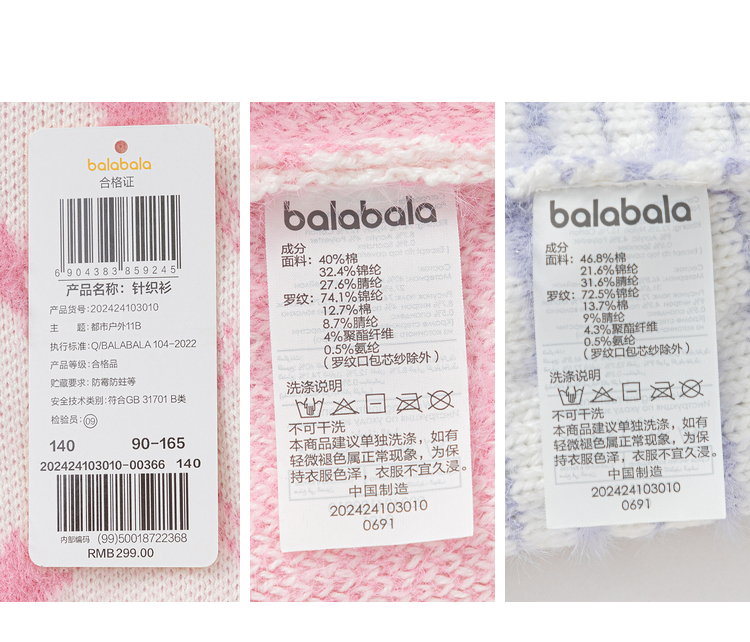 balabala
合格证
6 904383 859245
产品名称：针织衫
产品货号：202424103010
主　题：都市户外11B
执行标准：Q/BALABALA 104-2022
产品等级：合格品
贮藏要求：防霉防蛀等
安全技术类别：符合GB 31701 B类
检验员：09
140 90-165
202424103010-00366 140
内部编码 (99)50018722368
RMB299.00
balabala
成分
面料：40%棉
32.4%锦纶
27.6%腈纶
罗纹：74.1%锦纶
12.7%棉
8.7%腈纶
4%聚酯纤维
0.5%氨纶
（罗纹口包芯纱除外）
洗涤说明
不可干洗
本商品建议单独洗涤，如有
轻微褪色属正常现象，为保
持衣服色泽，衣服不宜久浸。
中国制造
202424103010
0691
balabala
成分
面料：46.8%棉
21.6%锦纶
31.6%腈纶
罗纹：72.5%锦纶
13.7%棉
9%腈纶
4.3%聚酯纤维
0.5%氨纶
（罗纹口包芯纱除外）
洗涤说明
不可干洗
本商品建议单独洗涤，如有
轻微褪色属正常现象，为保
持衣服色泽，衣服不宜久浸。
中国制造
202424103010
0691